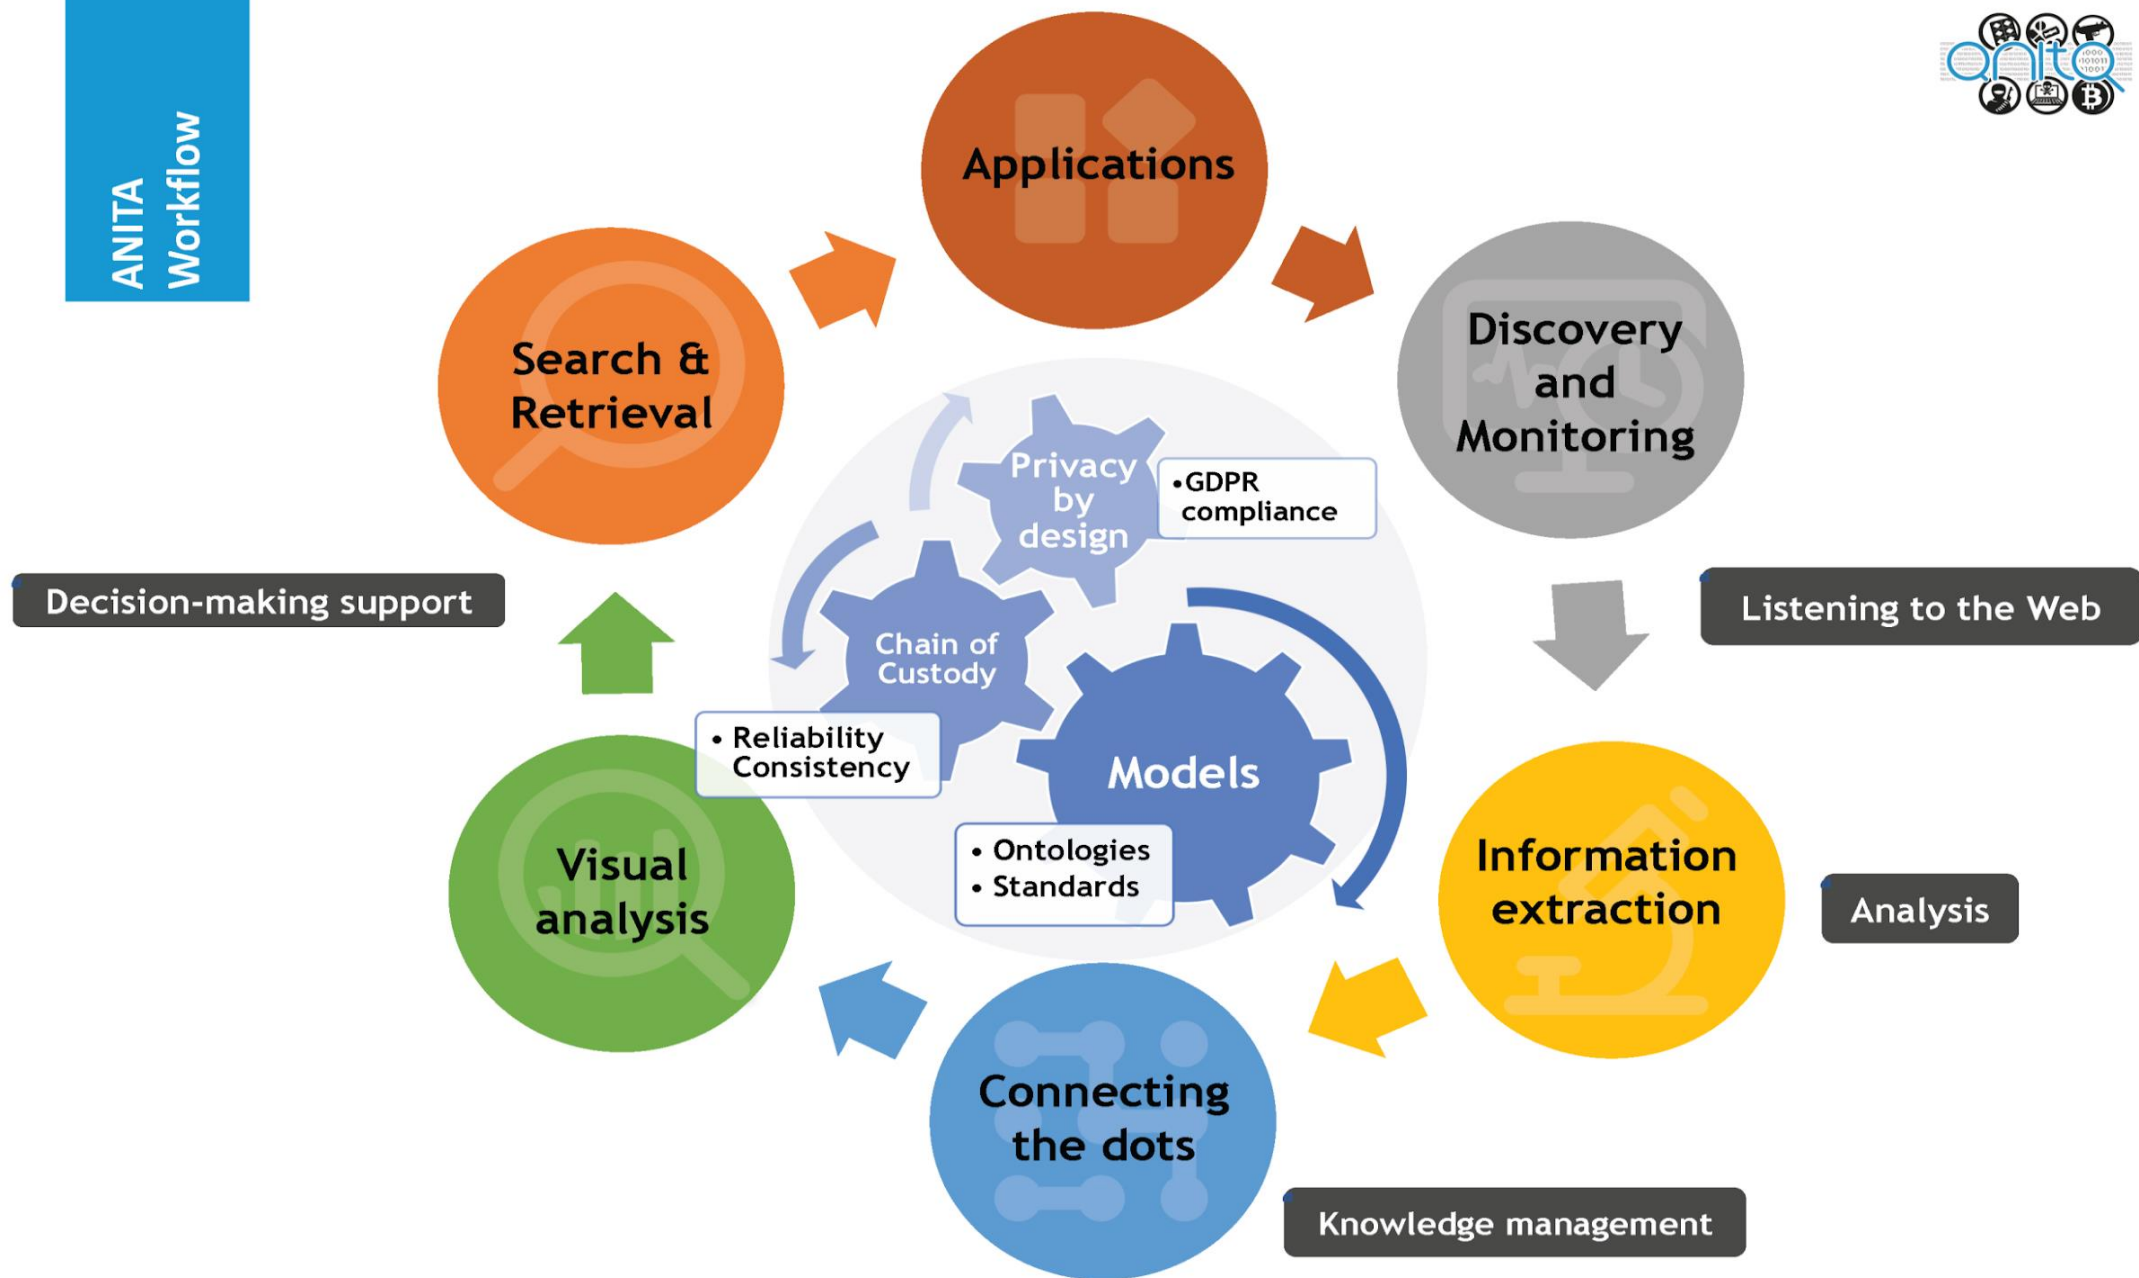 ANITA
Workflow
anita
Applications
Discovery
and
Monitoring
Search &
Retrieval
Privacy
by
design
•GDPR
compliance
Decision-making support
Listening to the Web
Chain of
Custody
• Reliability
Consistency
Models
• Ontologies
• Standards
Visual
analysis
Information
extraction
Analysis
Connecting
the dots
Knowledge management